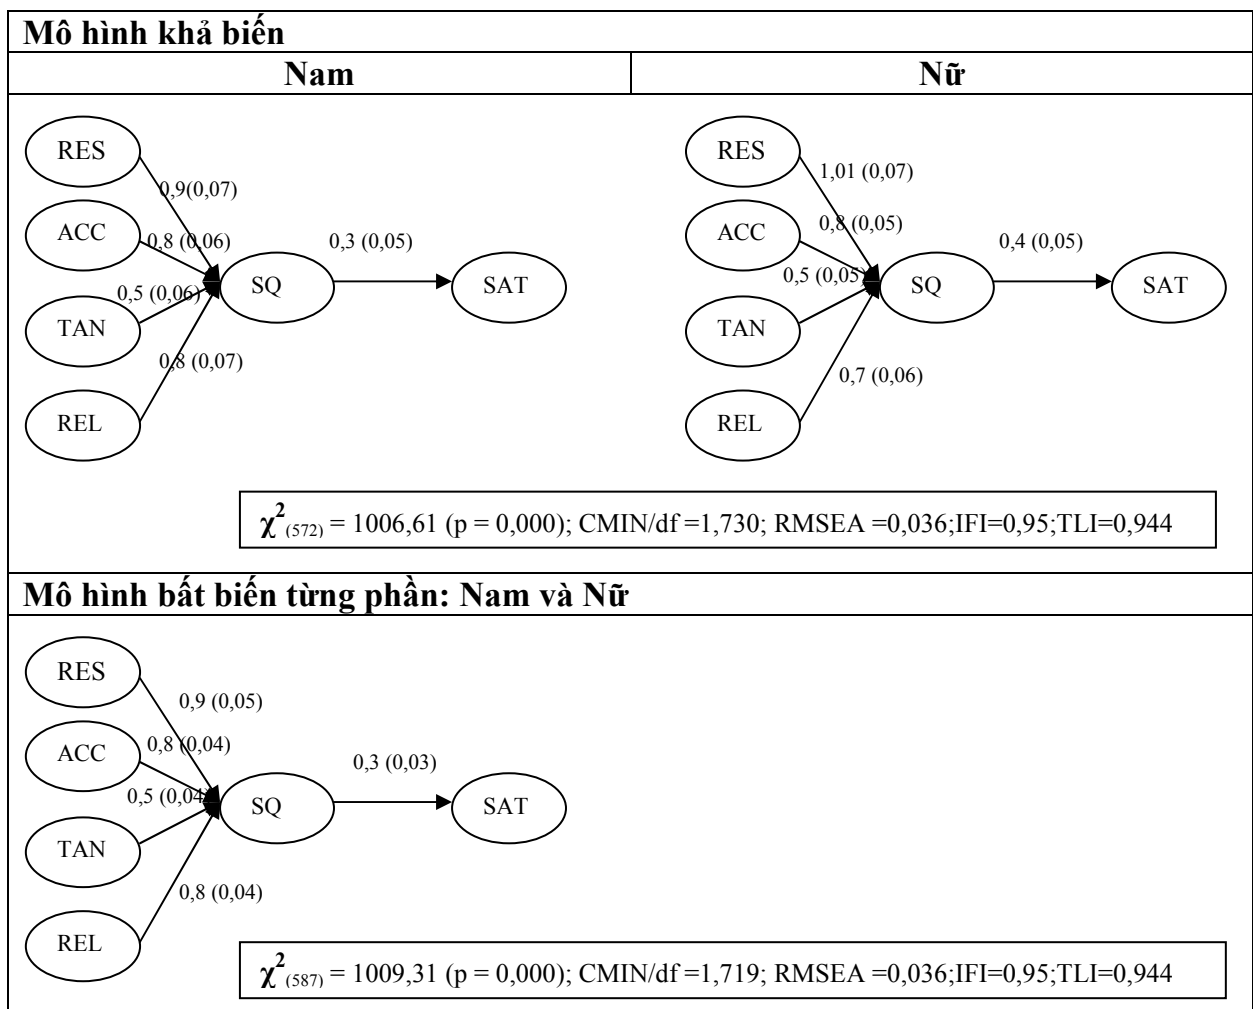 Mô hình khả biến
Nam
Nữ
RES
0,9(0,07)
ACC
0,8 (0,06)
0,3 (0,05)
SQ
SAT
0,5 (0,06)
TAN
0,8 (0,07)
REL
RES
1,01 (0,07)
ACC
0,8 (0,05)
0,4 (0,05)
0,5 (0,05)
SQ
SAT
TAN
0,7 (0,06)
REL
χ²₍₅₇₂₎ = 1006,61 (p = 0,000); CMIN/df =1,730; RMSEA =0,036;IFI=0,95;TLI=0,944
Mô hình bất biến từng phần: Nam và Nữ
RES
0,9 (0,05)
ACC
0,8 (0,04)
0,3 (0,03)
0,5 (0,04)
SQ
SAT
TAN
0,8 (0,04)
REL
χ²₍₅₈₇₎ = 1009,31 (p = 0,000); CMIN/df =1,719; RMSEA =0,036;IFI=0,95;TLI=0,944